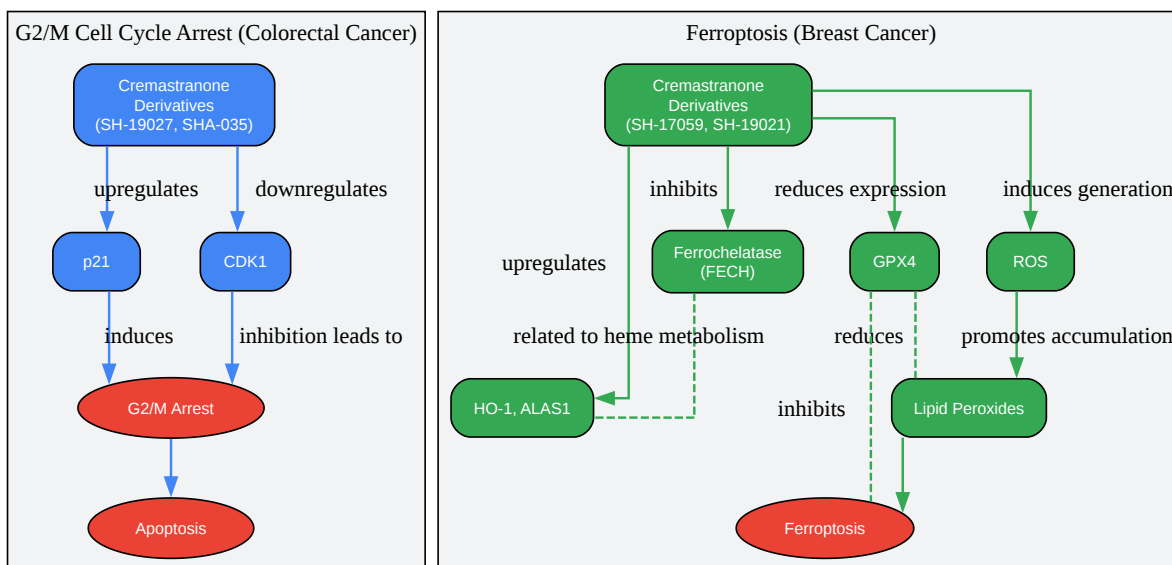 G2/M Cell Cycle Arrest (Colorectal Cancer)
Cremastranone
Derivatives
(SH-19027, SHA-035)
upregulates
downregulates
p21
CDK1
induces
inhibition leads to
G2/M Arrest
Apoptosis
Ferroptosis (Breast Cancer)
Cremastranone
Derivatives
(SH-17059, SH-19021)
inhibits
reduces expression
induces generation
upregulates
Ferrochelatase
(FECH)
GPX4
ROS
related to heme metabolism
reduces
promotes accumulation
HO-1, ALAS1
inhibits
Lipid Peroxides
Ferroptosis